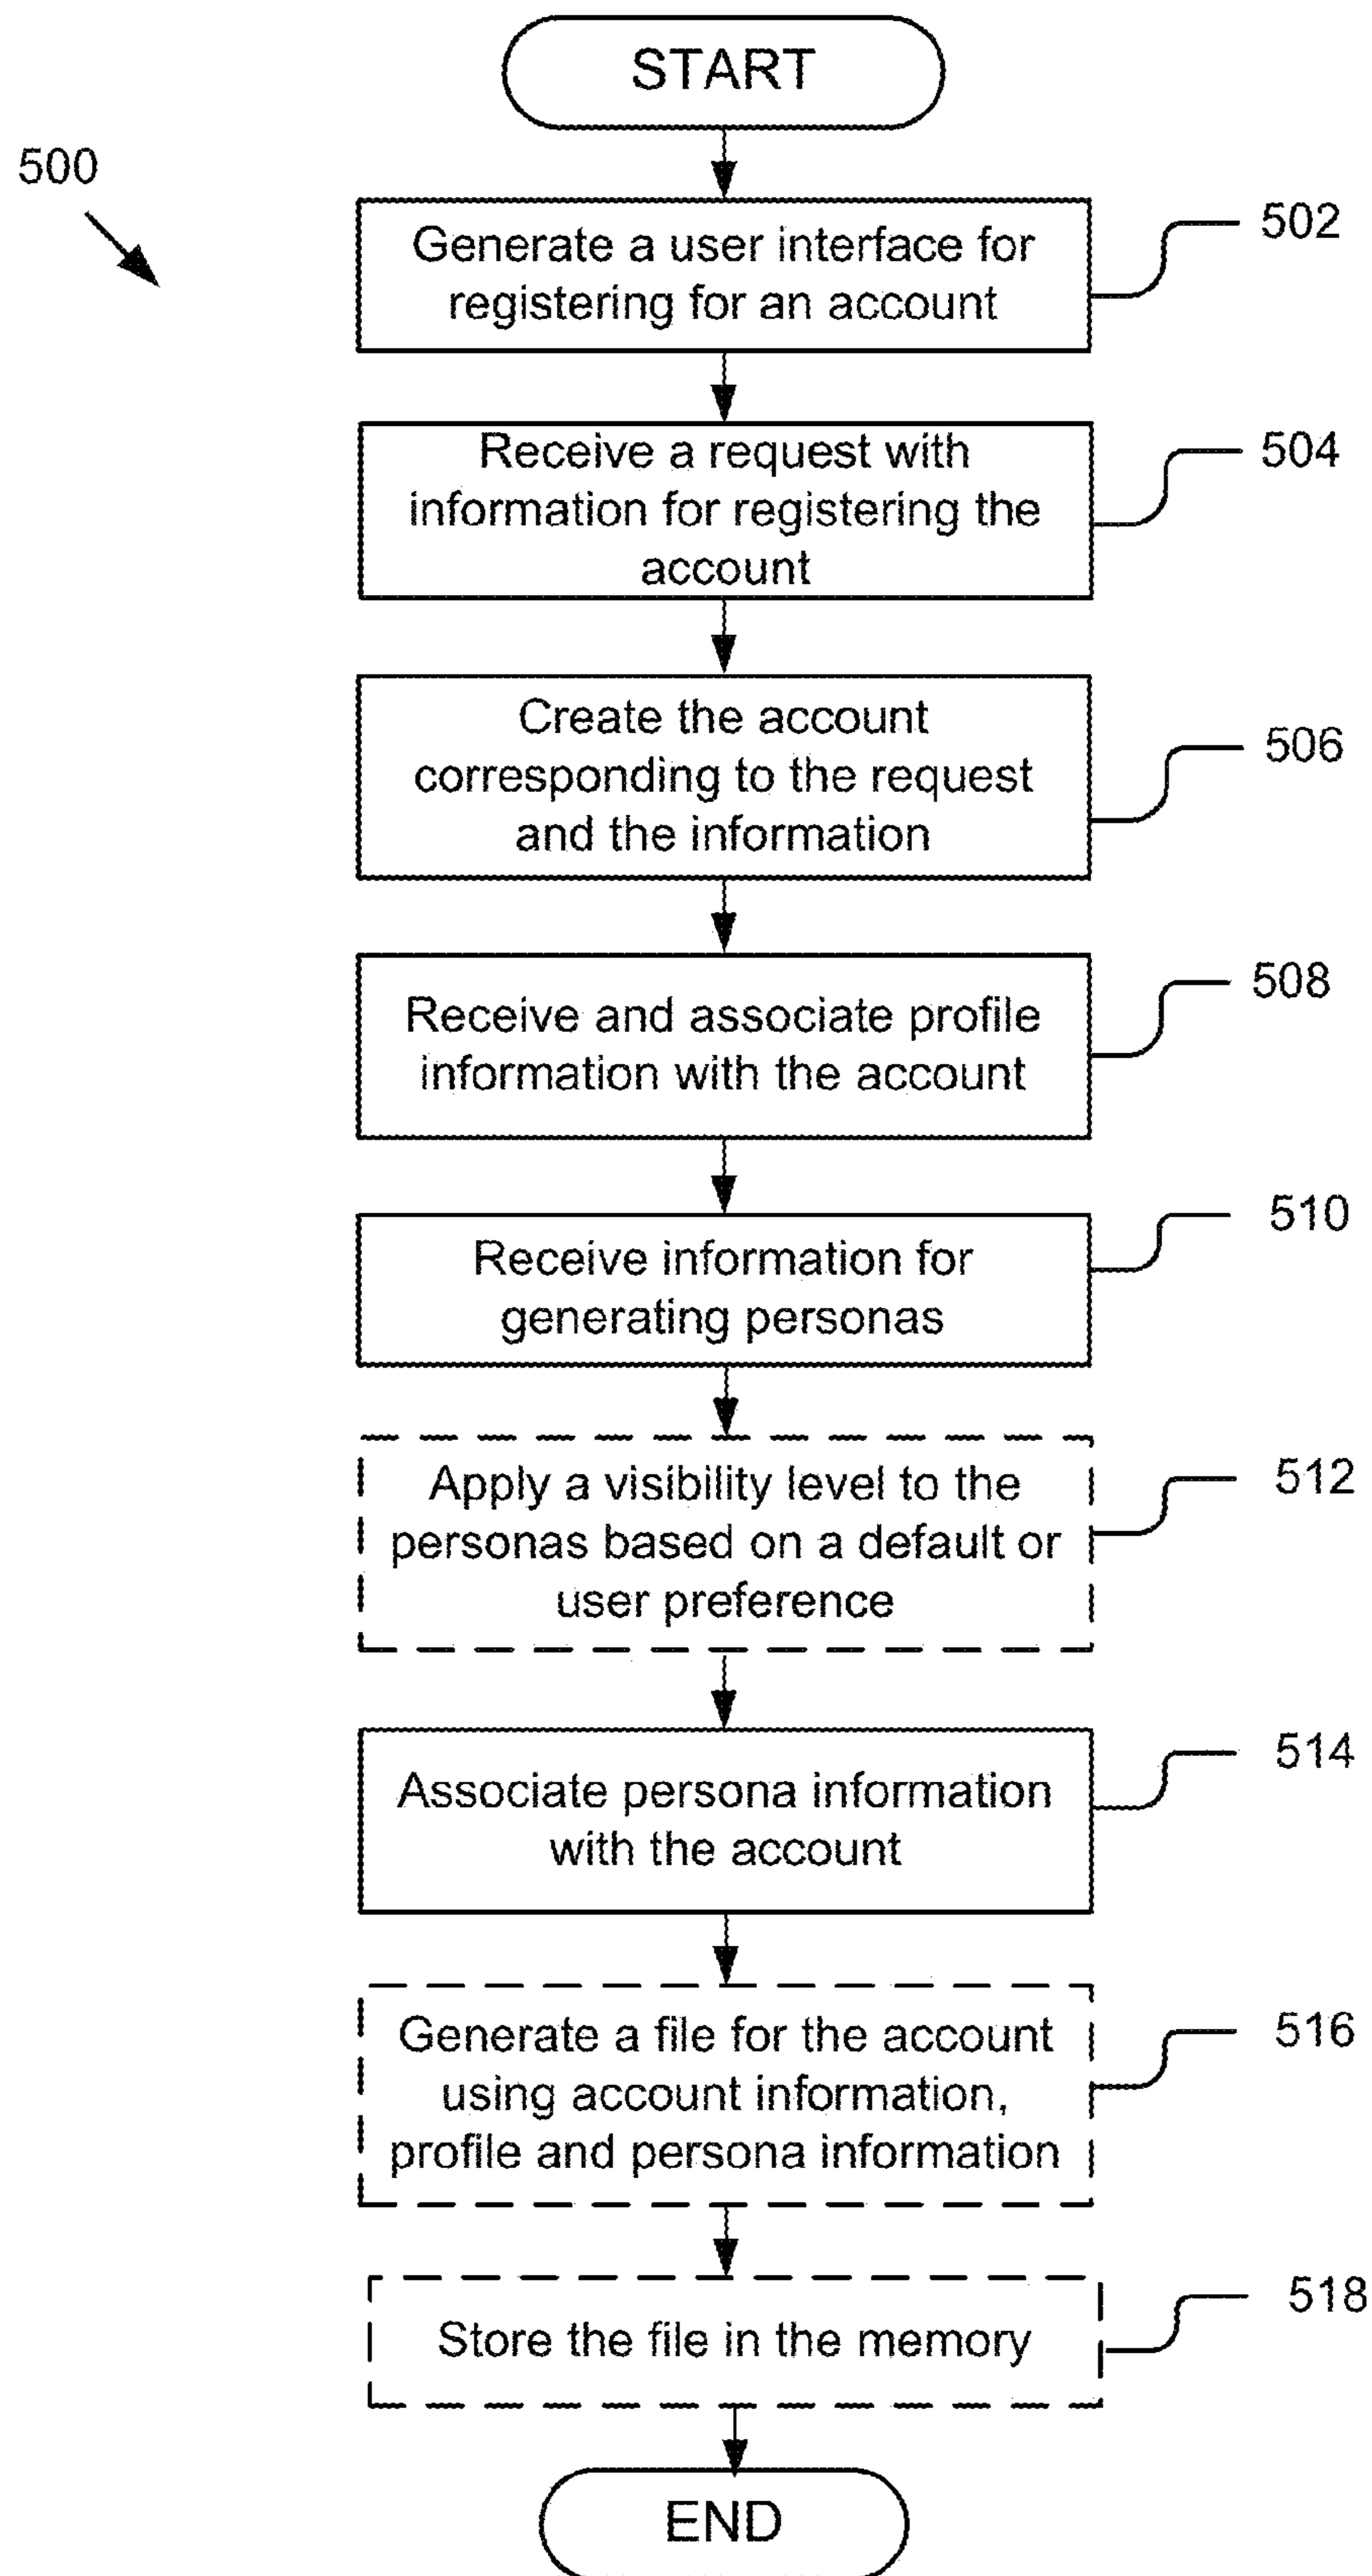 START
500
Generate a user interface for
registering for an account
502
Receive a request with
information for registering the
account
504
Create the account
corresponding to the request
and the information
506
Receive and associate profile
information with the account
508
Receive information for
generating personas
510
Apply a visibility level to the
personas based on a default or
user preference
512
Associate persona information
with the account
514
Generate a file for the account
using account information,
profile and persona information
516
Store the file in the memory
518
END